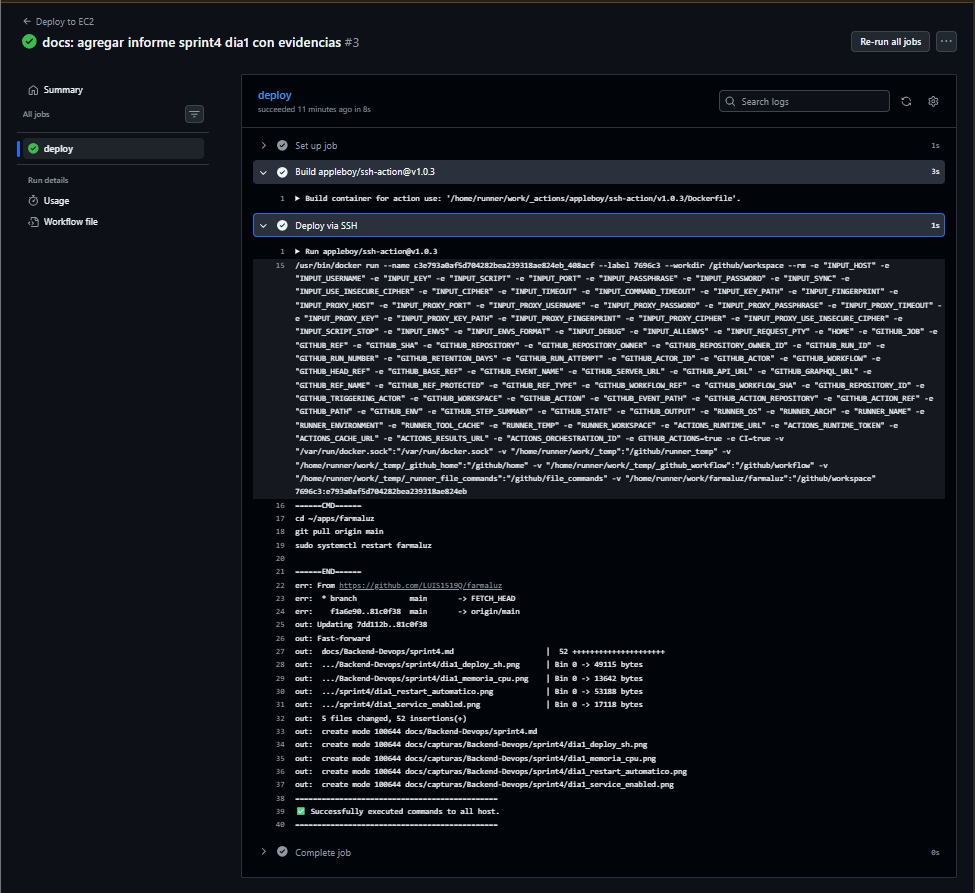 ← Deploy to EC2
docs: agregar informe sprint4 dia1 con evidencias #3
Re-run all jobs
...
Summary
All jobs
deploy
Run details
Usage
Workflow file
deploy
succeeded 11 minutes ago in 8s
Search logs
Set up job 1s
Build appleboy/ssh-action@v1.0.3 3s
1 ▶ Build container for action use: '/home/runner/work/_actions/appleboy/ssh-action/v1.0.3/Dockerfile'.
Deploy via SSH 1s
1 ▶ Run appleboy/ssh-action@v1.0.3
15 /usr/bin/docker run --name c3e793a0af5d704282bea239318ae824eb_408acf --label 7696c3 --workdir /github/workspace --rm -e "INPUT_HOST" -e
"INPUT_USERNAME" -e "INPUT_KEY" -e "INPUT_SCRIPT" -e "INPUT_PORT" -e "INPUT_PASSPHRASE" -e "INPUT_PASSWORD" -e "INPUT_SYNC" -e
"INPUT_USE_INSECURE_CIPHER" -e "INPUT_CIPHER" -e "INPUT_TIMEOUT" -e "INPUT_COMMAND_TIMEOUT" -e "INPUT_KEY_PATH" -e "INPUT_FINGERPRINT" -e
"INPUT_PROXY_HOST" -e "INPUT_PROXY_PORT" -e "INPUT_PROXY_USERNAME" -e "INPUT_PROXY_PASSWORD" -e "INPUT_PROXY_PASSPHRASE" -e "INPUT_PROXY_TIMEOUT" -
e "INPUT_PROXY_KEY" -e "INPUT_PROXY_KEY_PATH" -e "INPUT_PROXY_FINGERPRINT" -e "INPUT_PROXY_CIPHER" -e "INPUT_PROXY_USE_INSECURE_CIPHER" -e
"INPUT_SCRIPT_STOP" -e "INPUT_ENVS" -e "INPUT_ENVS_FORMAT" -e "INPUT_DEBUG" -e "INPUT_ALLENVS" -e "INPUT_REQUEST_PTY" -e "HOME" -e "GITHUB_JOB" -e
"GITHUB_REF" -e "GITHUB_SHA" -e "GITHUB_REPOSITORY" -e "GITHUB_REPOSITORY_OWNER" -e "GITHUB_REPOSITORY_OWNER_ID" -e "GITHUB_RUN_ID" -e
"GITHUB_RUN_NUMBER" -e "GITHUB_RETENTION_DAYS" -e "GITHUB_RUN_ATTEMPT" -e "GITHUB_ACTOR_ID" -e "GITHUB_ACTOR" -e "GITHUB_WORKFLOW" -e
"GITHUB_HEAD_REF" -e "GITHUB_BASE_REF" -e "GITHUB_EVENT_NAME" -e "GITHUB_SERVER_URL" -e "GITHUB_API_URL" -e "GITHUB_GRAPHQL_URL" -e
"GITHUB_REF_NAME" -e "GITHUB_REF_PROTECTED" -e "GITHUB_REF_TYPE" -e "GITHUB_WORKFLOW_REF" -e "GITHUB_WORKFLOW_SHA" -e "GITHUB_REPOSITORY_ID" -e
"GITHUB_TRIGGERING_ACTOR" -e "GITHUB_WORKSPACE" -e "GITHUB_ACTION" -e "GITHUB_EVENT_PATH" -e "GITHUB_ACTION_REPOSITORY" -e "GITHUB_ACTION_REF" -e
"GITHUB_PATH" -e "GITHUB_ENV" -e "GITHUB_STEP_SUMMARY" -e "GITHUB_STATE" -e "GITHUB_OUTPUT" -e "RUNNER_OS" -e "RUNNER_ARCH" -e "RUNNER_NAME" -e
"RUNNER_ENVIRONMENT" -e "RUNNER_TOOL_CACHE" -e "RUNNER_TEMP" -e "RUNNER_WORKSPACE" -e "ACTIONS_RUNTIME_URL" -e "ACTIONS_RUNTIME_TOKEN" -e
"ACTIONS_CACHE_URL" -e "ACTIONS_RESULTS_URL" -e "ACTIONS_ORCHESTRATION_ID" -e GITHUB_ACTIONS=true -e CI=true -v
"/var/run/docker.sock":"/var/run/docker.sock" -v "/home/runner/work/_temp":"/github/runner_temp" -v
"/home/runner/work/_temp/_github_home":"/github/home" -v "/home/runner/work/_temp/_github_workflow":"/github/workflow" -v
"/home/runner/work/_temp/_runner_file_commands":"/github/file_commands" -v "/home/runner/work/farmaluz/farmaluz":"/github/workspace"
7696c3:e793a0af5d704282bea239318ae824eb
16 ======CMD======
17 cd ~/apps/farmaluz
18 git pull origin main
19 sudo systemctl restart farmaluz
20
21 ======END======
22 err: From https://github.com/LUIS1519Q/farmaluz
23 err:  * branch            main       -> FETCH_HEAD
24 err:    f1a6e90..81c0f38  main       -> origin/main
25 out: Updating 7dd112b..81c0f38
26 out: Fast-forward
27 out:  docs/Backend-Devops/sprint4.md | 52 +++++++++++++++++++++
28 out:  .../Backend-Devops/sprint4/dia1_deploy_sh.png | Bin 0 -> 49115 bytes
29 out:  .../Backend-Devops/sprint4/dia1_memoria_cpu.png | Bin 0 -> 13642 bytes
30 out:  .../sprint4/dia1_restart_automatico.png | Bin 0 -> 53188 bytes
31 out:  .../sprint4/dia1_service_enabled.png | Bin 0 -> 17118 bytes
32 out:  5 files changed, 52 insertions(+)
33 out:  create mode 100644 docs/Backend-Devops/sprint4.md
34 out:  create mode 100644 docs/capturas/Backend-Devops/sprint4/dia1_deploy_sh.png
35 out:  create mode 100644 docs/capturas/Backend-Devops/sprint4/dia1_memoria_cpu.png
36 out:  create mode 100644 docs/capturas/Backend-Devops/sprint4/dia1_restart_automatico.png
37 out:  create mode 100644 docs/capturas/Backend-Devops/sprint4/dia1_service_enabled.png
38 ==============================================
39 ✅ Successfully executed commands to all host.
40 ==============================================
Complete job 0s